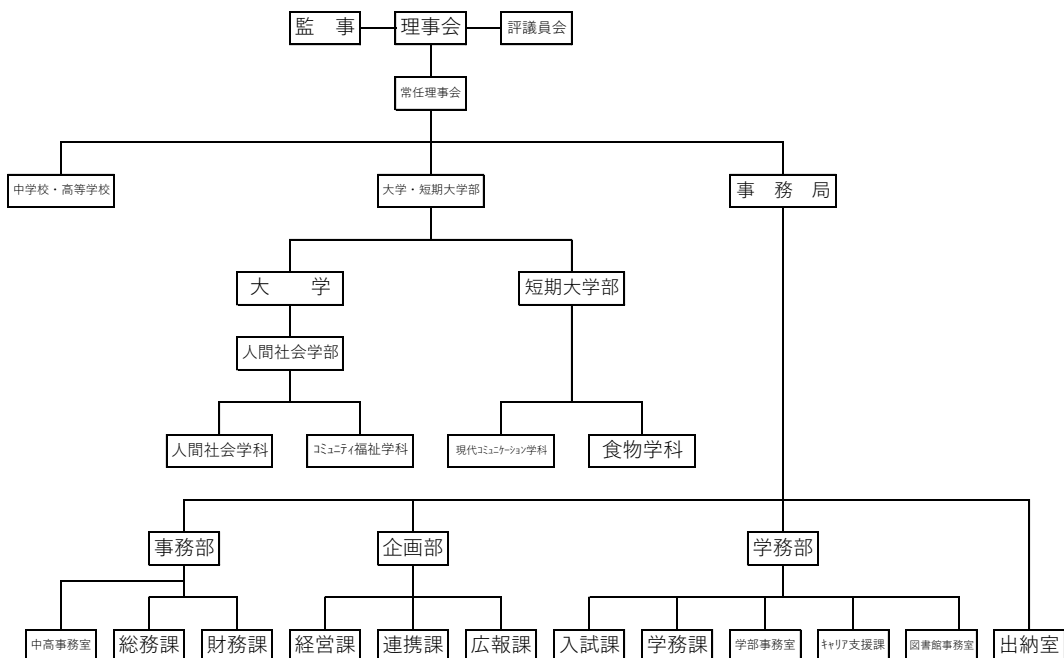 監　事
理事会
評議員会
常任理事会
中学校・高等学校
大学・短期大学部
事　務　局
大　　学
短期大学部
人間社会学部
人間社会学科
ｺﾐｭﾆﾃｨ福祉学科
現代ｺﾐｭﾆｹｰｼｮﾝ学科
食物学科
事務部
企画部
学務部
中高事務室
総務課
財務課
経営課
連携課
広報課
入試課
学務課
学部事務室
ｷｬﾘｱ支援課
図書館事務室
出納室